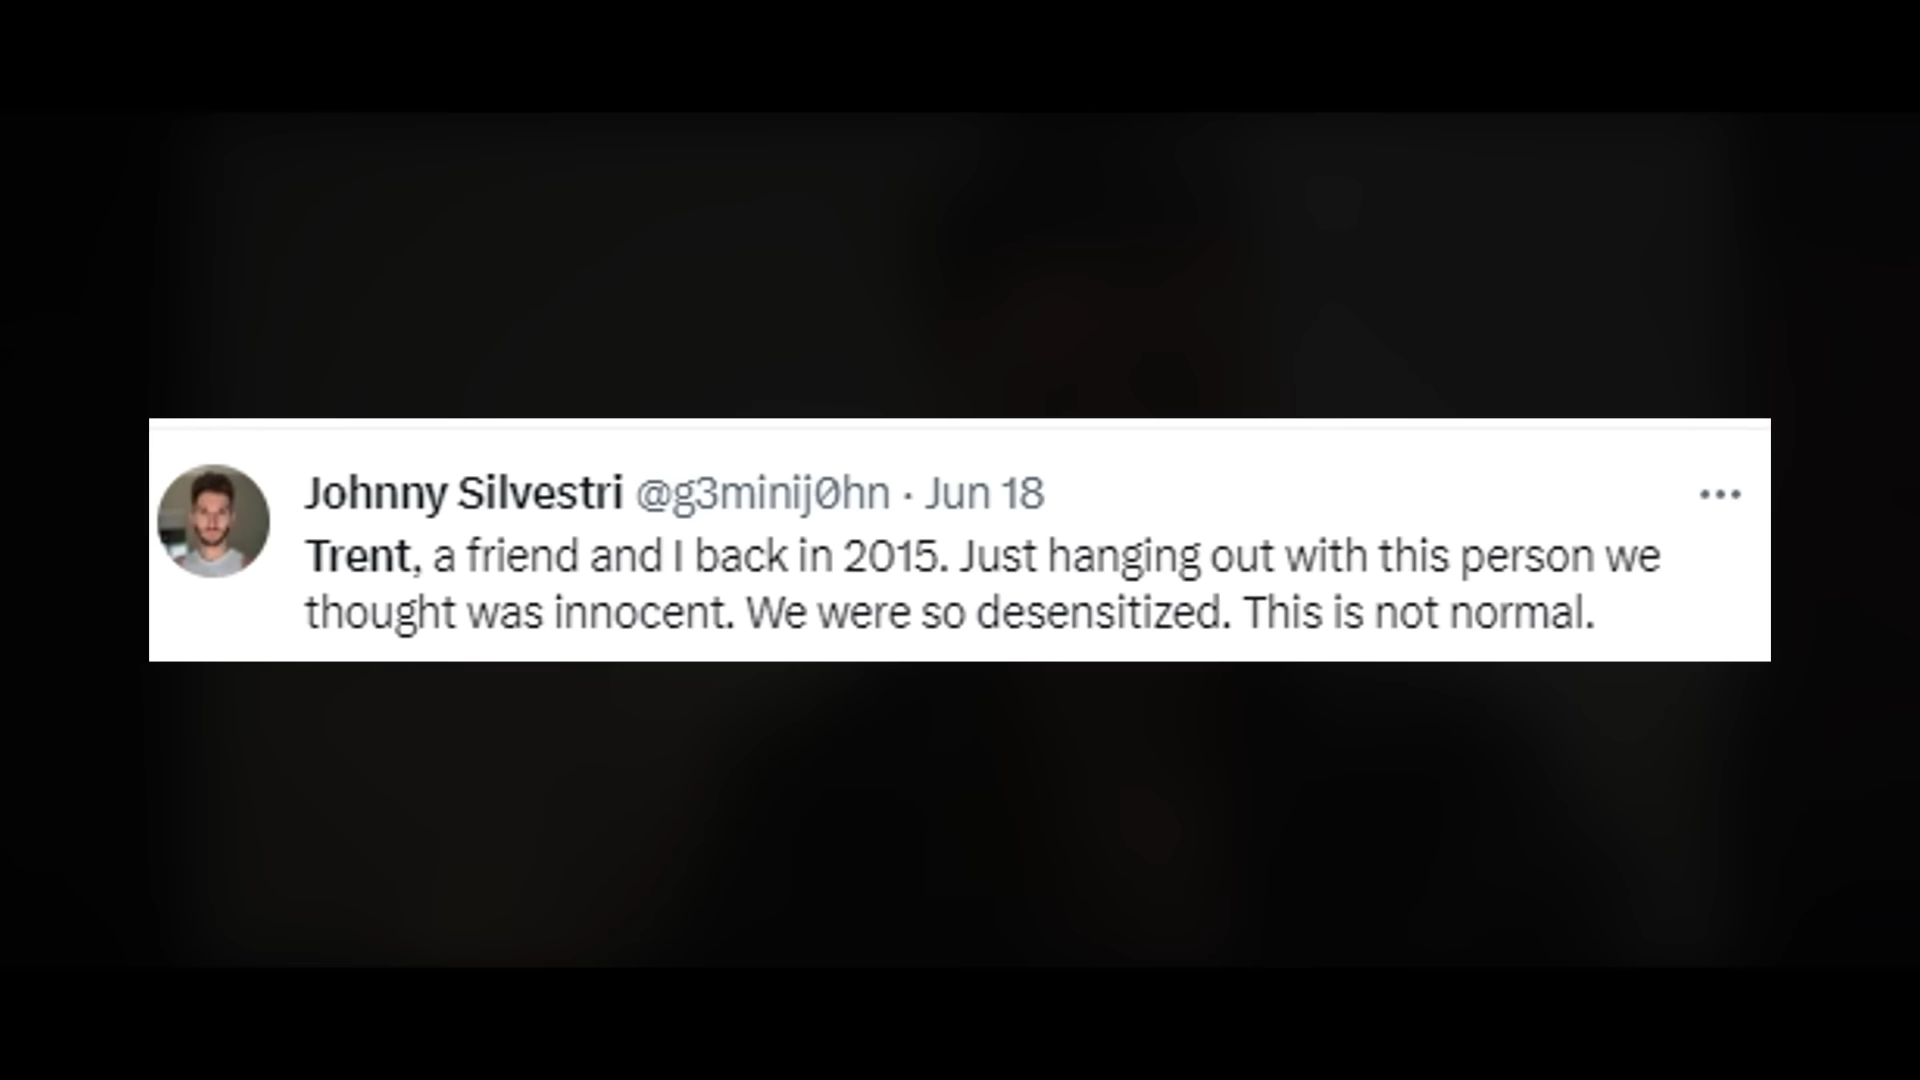 Johnny Silvestri @g3minij0hn · Jun 18
Trent, a friend and I back in 2015. Just hanging out with this person we
thought was innocent. We were so desensitized. This is not normal.